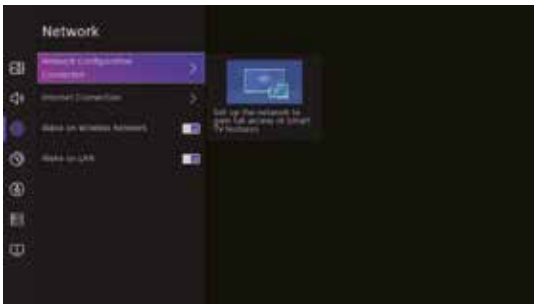 Network
Network Configuration
Connected
Internet Connection
Wake on Wireless Network
Wake on LAN
Set up the network to
gain full access of Smart
TV features